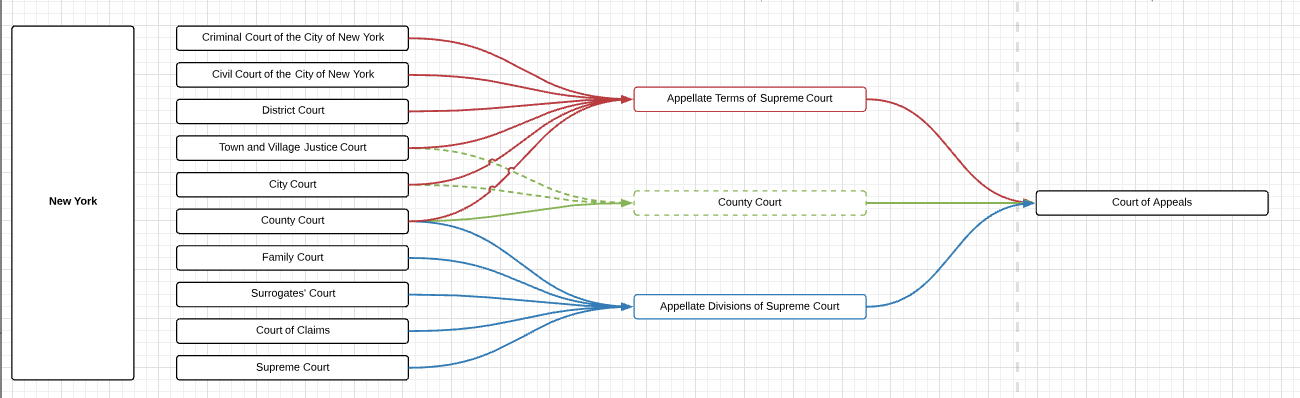 New York
Criminal Court of the City of New York
Civil Court of the City of New York
District Court
Town and Village Justice Court
City Court
County Court
Family Court
Surrogates' Court
Court of Claims
Supreme Court
Appellate Terms of Supreme Court
County Court
Appellate Divisions of Supreme Court
Court of Appeals